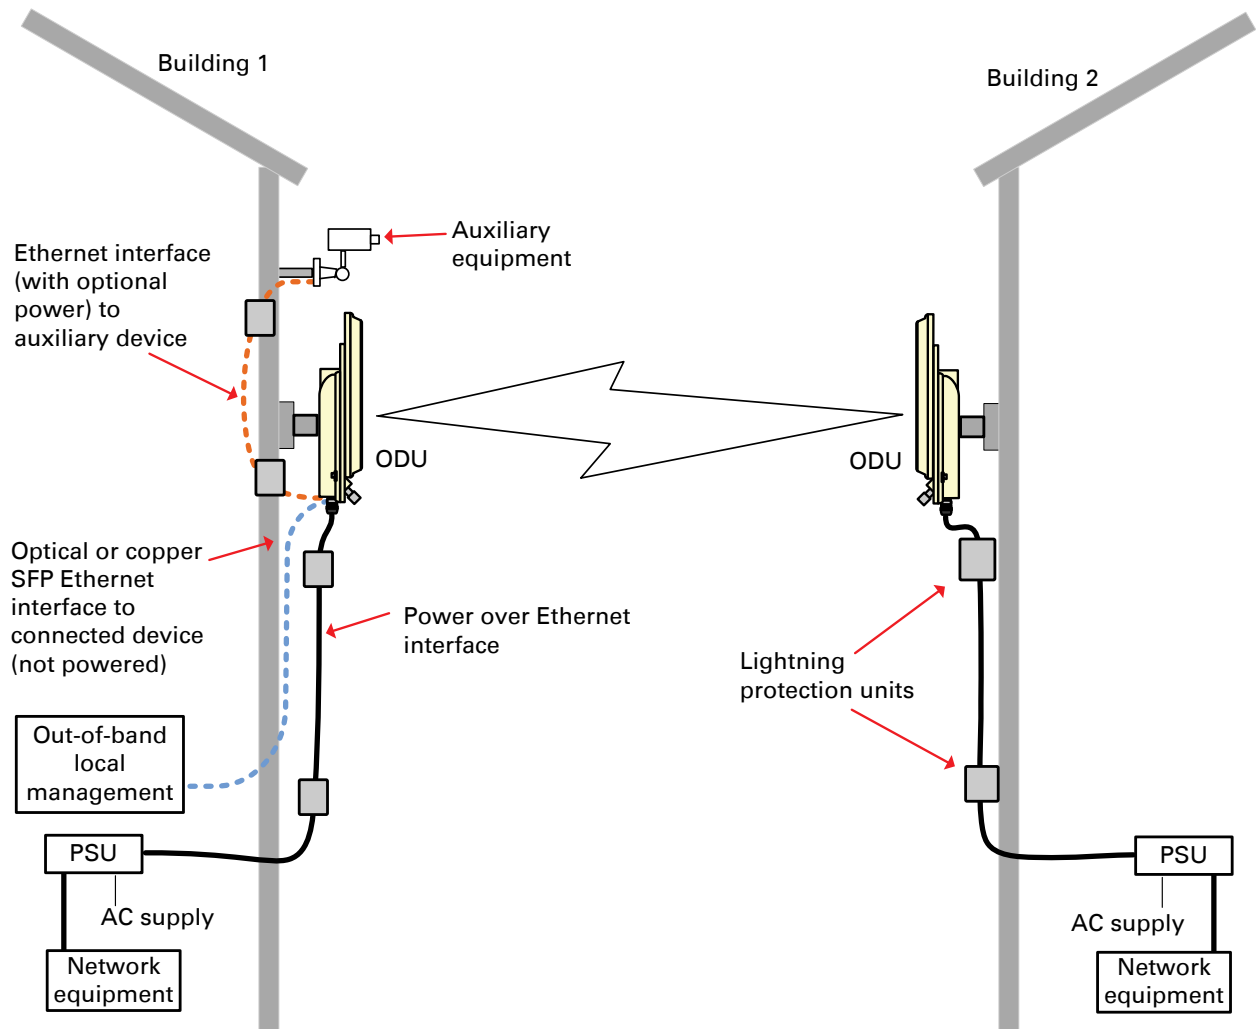 Building 1
Building 2
Auxiliary
equipment
Ethernet interface
(with optional
power) to
auxiliary device
ODU
ODU
Optical or copper
SFP Ethernet
interface to
connected device
(not powered)
Power over Ethernet
interface
Lightning
protection units
Out-of-band
local
management
PSU
AC supply
Network
equipment
PSU
AC supply
Network
equipment